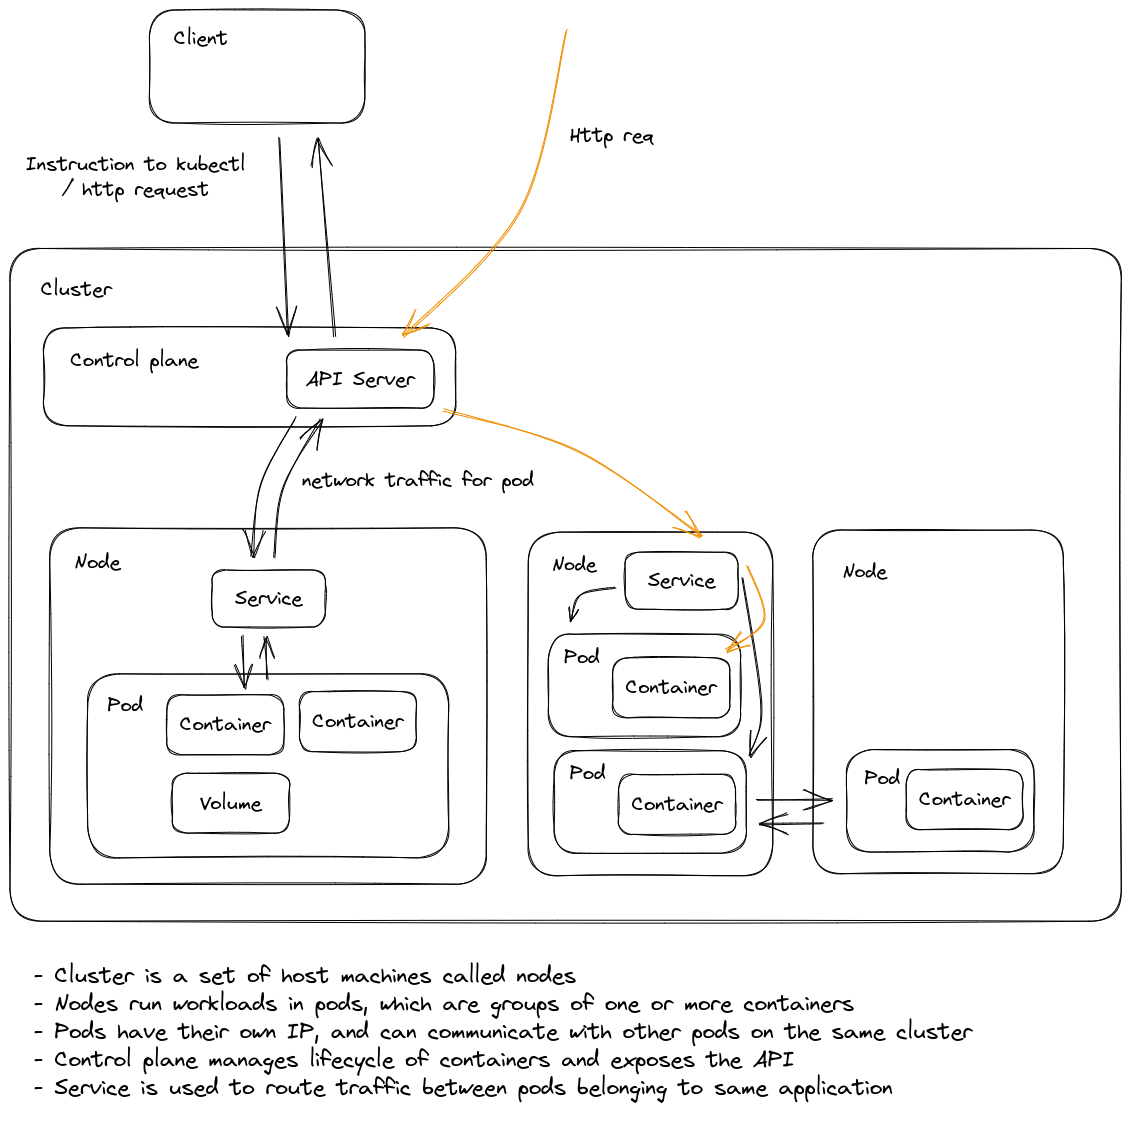 Client
Http req
Instruction to kubectl
/ http request
Cluster
Control plane
API Server
network traffic for pod
Node
Service
Pod
Container
Container
Volume
Node
Service
Pod
Container
Pod
Container
Node
Pod
Container
- Cluster is a set of host machines called nodes
- Nodes run workloads in pods, which are groups of one or more containers
- Pods have their own IP, and can communicate with other pods on the same cluster
- Control plane manages lifecycle of containers and exposes the API
- Service is used to route traffic between pods belonging to same application